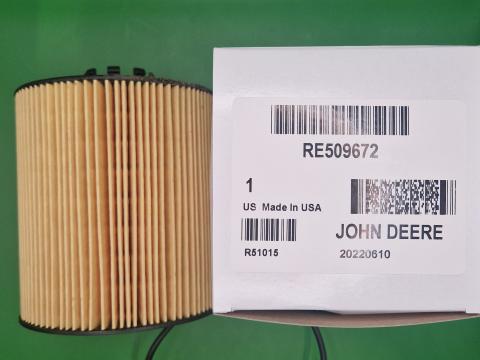 RE509672
1
US Made In USA
R51015
JOHN DEERE
20220610